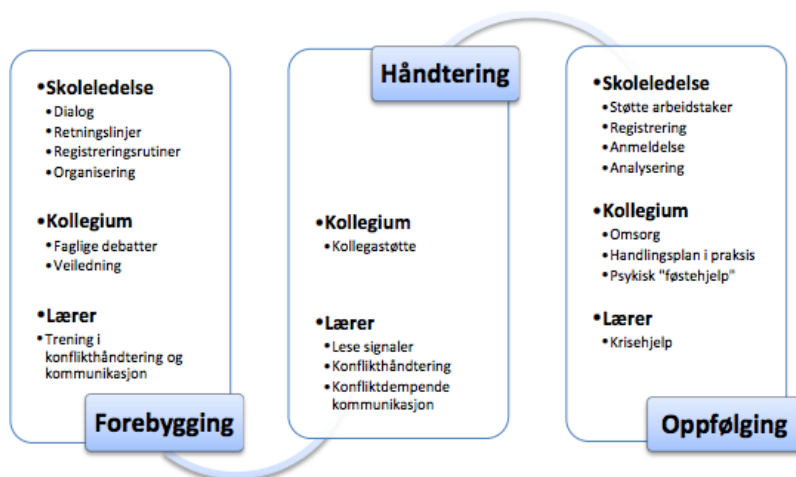 •Skoleledelse
•Dialog
•Retningslinjer
•Registreringsrutiner
•Organisering
•Kollegium
•Faglige debatter
•Veiledning
•Lærer
•Trening i
konflikthåndtering og
kommunikasjon
Forebygging
Håndtering
•Kollegium
•Kollegastøtte
•Lærer
•Lese signaler
•Konflikthåndtering
•Konfliktdempende
kommunikasjon
•Skoleledelse
•Støtte arbeidstaker
•Registrering
•Anmeldelse
•Analysering
•Kollegium
•Omsorg
•Handlingsplan i praksis
•Psykisk "føstehjelp"
•Lærer
•Krisehjelp
Oppfølging